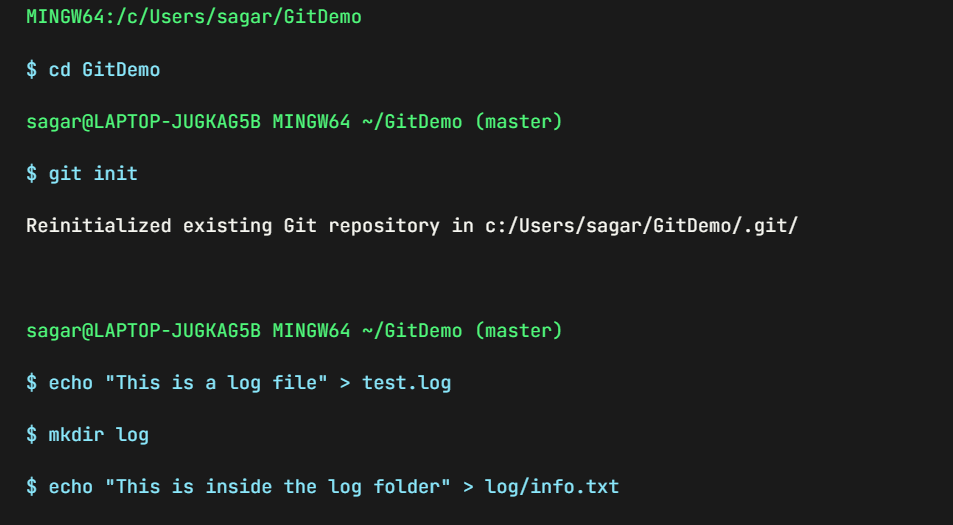 MINGW64:/c/Users/sagar/GitDemo
$ cd GitDemo
sagar@LAPTOP-JUGKAG5B MINGW64 ~/GitDemo (master)
$ git init
Reinitialized existing Git repository in c:/Users/sagar/GitDemo/.git/
sagar@LAPTOP-JUGKAG5B MINGW64 ~/GitDemo (master)
$ echo "This is a log file" > test.log
$ mkdir log
$ echo "This is inside the log folder" > log/info.txt